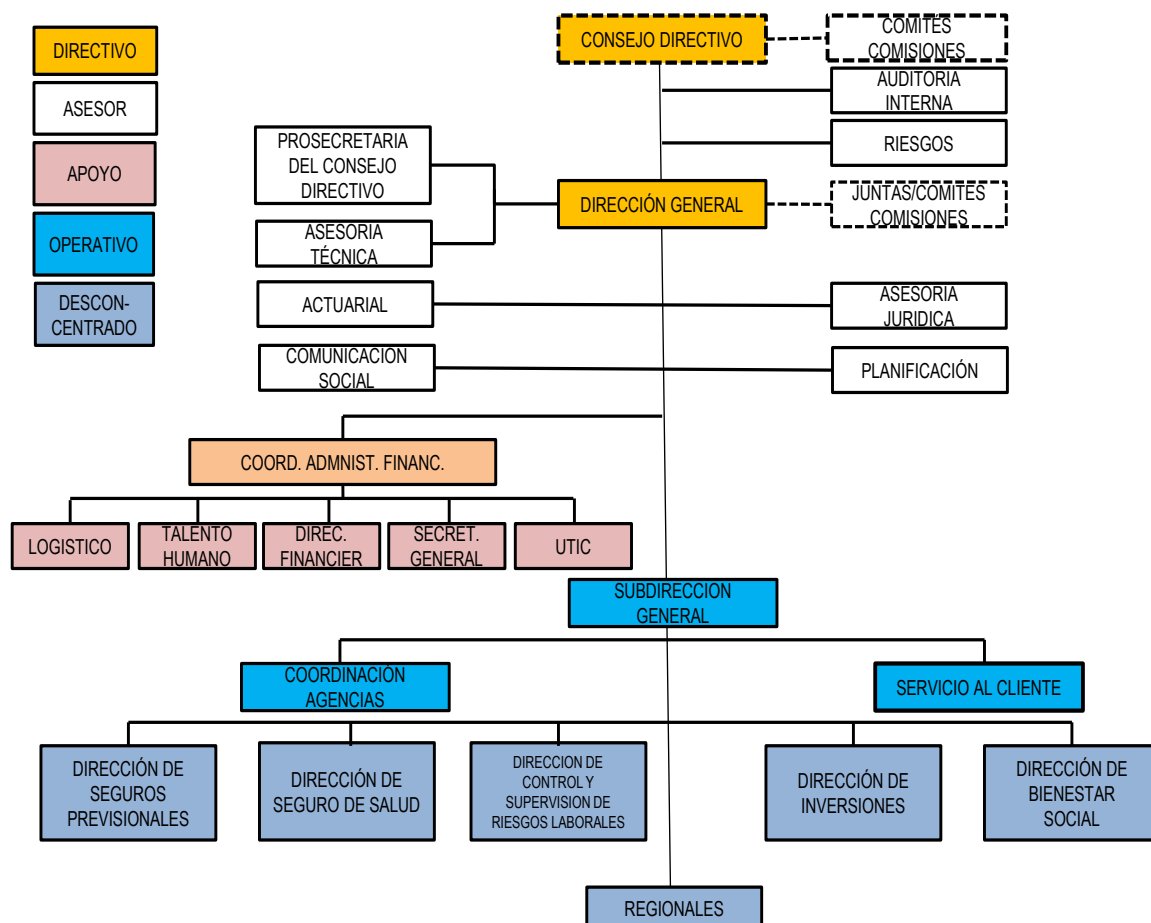 DIRECTIVO
ASESOR
APOYO
OPERATIVO
DESCON-
CENTRADO
CONSEJO DIRECTIVO
COMITÉS
COMISIONES
AUDITORIA
INTERNA
RIESGOS
PROSECRETARIA
DEL CONSEJO
DIRECTIVO
DIRECCIÓN GENERAL
JUNTAS/COMITES
COMISIONES
ASESORIA
TÉCNICA
ACTUARIAL
ASESORIA
JURIDICA
COMUNICACION
SOCIAL
PLANIFICACIÓN
COORD. ADMNIST. FINANC.
LOGISTICO
TALENTO
HUMANO
DIREC.
FINANCIER
SECRET.
GENERAL
UTIC
SUBDIRECCION
GENERAL
COORDINACIÓN
AGENCIAS
SERVICIO AL CLIENTE
DIRECCIÓN DE
SEGUROS
PREVISIONALES
DIRECCIÓN DE
SEGURO DE SALUD
DIRECCION DE
CONTROL Y
SUPERVISION DE
RIESGOS LABORALES
DIRECCIÓN DE
INVERSIONES
DIRECCIÓN DE
BIENESTAR
SOCIAL
REGIONALES